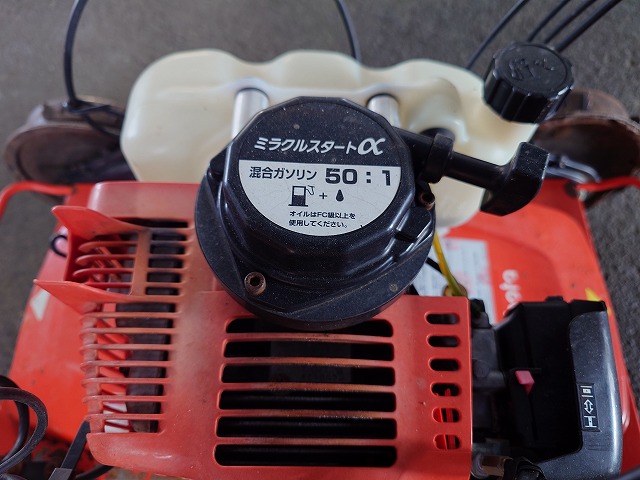 ミラクルスタートα
混合ガソリン 50:1
+
オイルはFC級以上を
使用してください。